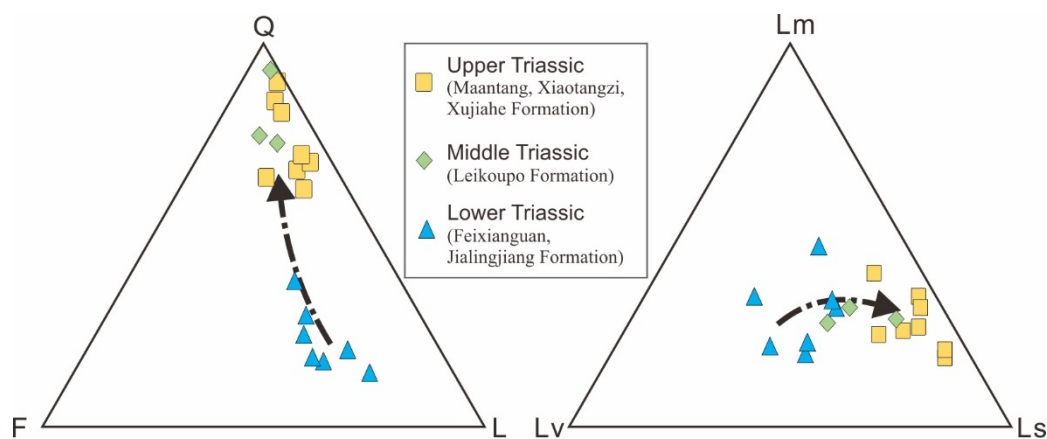 Q
F
L
Upper Triassic
(Maantang, Xiaotangzi,
Xujiahe Formation)
Middle Triassic
(Leikoupo Formation)
Lower Triassic
(Feixianguan,
Jialingjiang Formation)
Lm
Lv
Ls